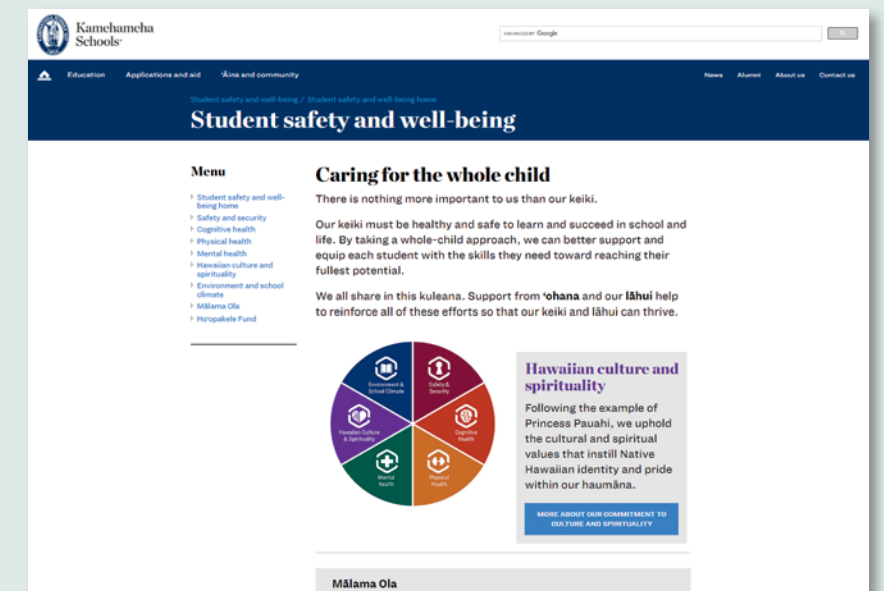 Kamehameha
Schools
ENHANCED BY Google
Education Applications and aid ʻĀina and community News Alumni About us Contact us
Student safety and well-being / Student safety and well-being home
Student safety and well-being
Menu
Student safety and well-
being home
Safety and security
Cognitive health
Physical health
Mental health
Hawaiian culture and
spirituality
Environment and school
climate
Mālama Ola
Hoʻopakele Fund
Caring for the whole child
There is nothing more important to us than our keiki.
Our keiki must be healthy and safe to learn and succeed in school and
life. By taking a whole-child approach, we can better support and
equip each student with the skills they need toward reaching their
fullest potential.
We all share in this kuleana. Support from ʻohana and our lāhui help
to reinforce all of these efforts so that our keiki and lāhui can thrive.
Environment &
School Climate
Safety &
Security
Hawaiian Culture
& Spirituality
Cognitive
Health
Mental
Health
Physical
Health
Hawaiian culture and
spirituality
Following the example of
Princess Pauahi, we uphold
the cultural and spiritual
values that instill Native
Hawaiian identity and pride
within our haumāna.
MORE ABOUT OUR COMMITMENT TO
CULTURE AND SPIRITUALITY
Mālama Ola